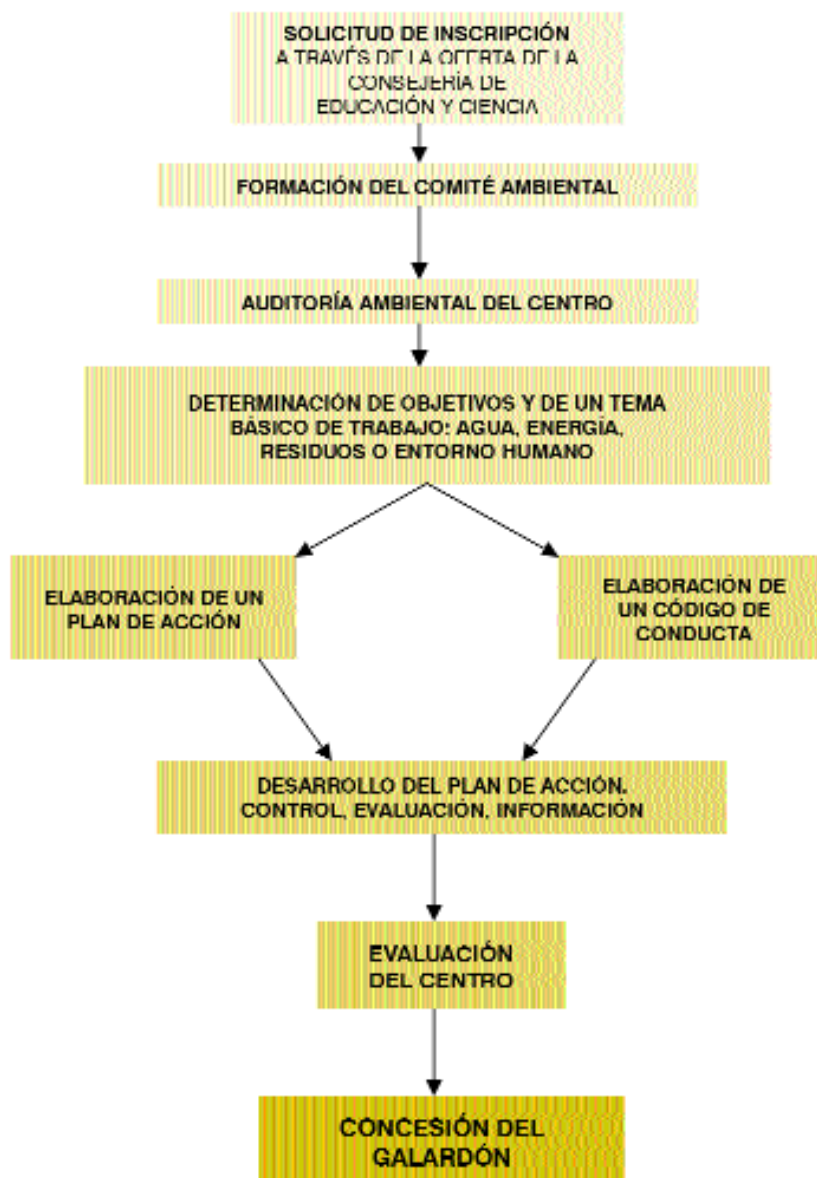 SOLICITUD DE INSCRIPCIÓN
A TRAVÉS DE LA OFERTA DE LA
CONSEJERÍA DE
EDUCACIÓN Y CIENCIA
FORMACIÓN DEL COMITÉ AMBIENTAL
AUDITORÍA AMBIENTAL DEL CENTRO
DETERMINACIÓN DE OBJETIVOS Y DE UN TEMA
BÁSICO DE TRABAJO: AGUA, ENERGÍA,
RESIDUOS O ENTORNO HUMANO
ELABORACIÓN DE UN
PLAN DE ACCIÓN
ELABORACIÓN DE
UN CÓDIGO DE
CONDUCTA
DESARROLLO DEL PLAN DE ACCIÓN.
CONTROL, EVALUACIÓN, INFORMACIÓN
EVALUACIÓN
DEL CENTRO
CONCESIÓN DEL
GALARDÓN